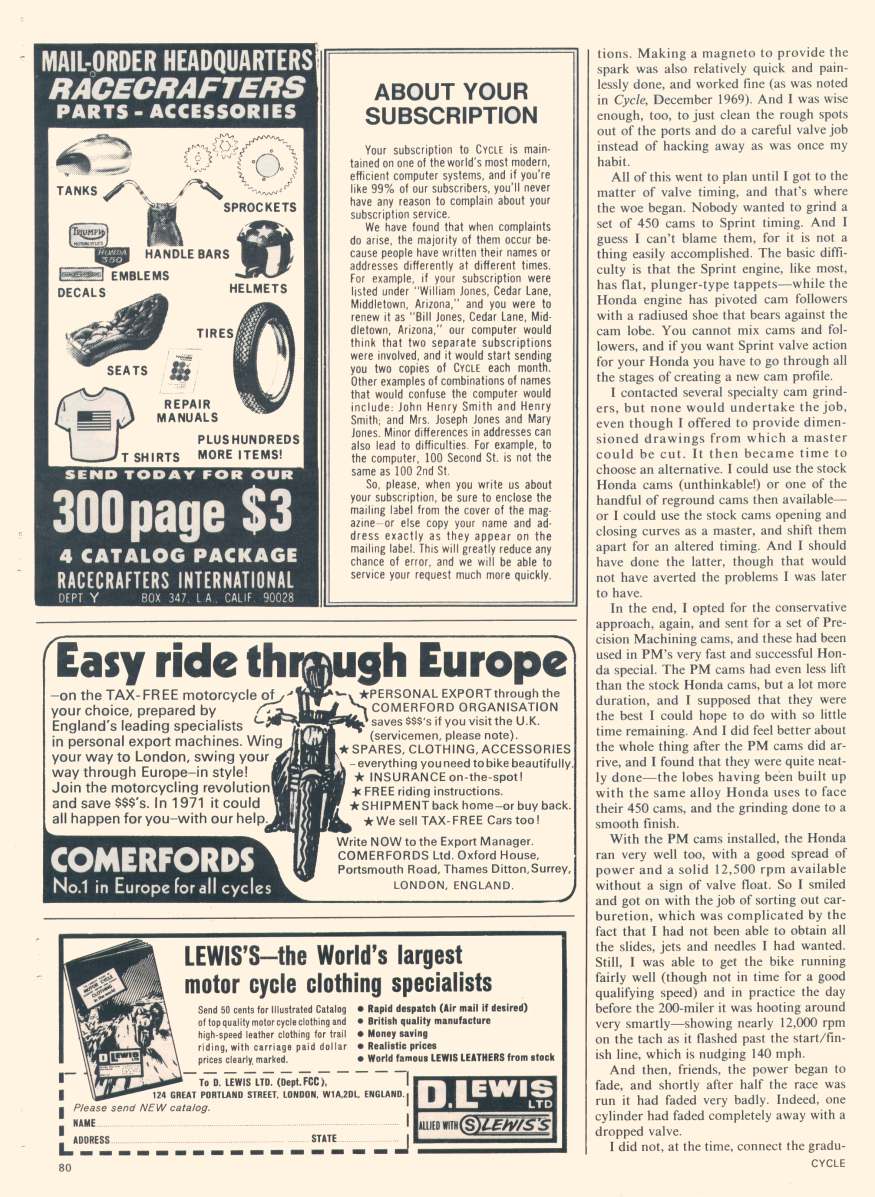 MAIL-ORDER HEADQUARTERS
RACECRAFTERS
PARTS - ACCESSORIES
TANKS
SPROCKETS
TRIUMPH
HONDA
350
HANDLE BARS
EMBLEMS
DECALS
HELMETS
TIRES
SEATS
REPAIR
MANUALS
T SHIRTS
PLUS HUNDREDS
MORE ITEMS!
SEND TODAY FOR OUR
300 page $3
4 CATALOG PACKAGE
RACECRAFTERS INTERNATIONAL
DEPT Y BOX 347, L.A., CALIF. 90028
ABOUT YOUR
SUBSCRIPTION
Your subscription to CYCLE is main-
tained on one of the world's most modern,
efficient computer systems, and if you're
like 99% of our subscribers, you'll never
have any reason to complain about your
subscription service.
We have found that when complaints
do arise, the majority of them occur be-
cause people have written their names or
addresses differently at different times.
For example, if your subscription were
listed under "William Jones, Cedar Lane,
Middletown, Arizona," and you were to
renew it as "Bill Jones, Cedar Lane, Mid-
dletown, Arizona," our computer would
think that two separate subscriptions
were involved, and it would start sending
you two copies of CYCLE each month.
Other examples of combinations of names
that would confuse the computer would
include: John Henry Smith and Henry
Smith; and Mrs. Joseph Jones and Mary
Jones. Minor differences in addresses can
also lead to difficulties. For example, to
the computer, 100 Second St. is not the
same as 100 2nd St.
So, please, when you write us about
your subscription, be sure to enclose the
mailing label from the cover of the mag-
azine—or else copy your name and ad-
dress exactly as they appear on the
mailing label. This will greatly reduce any
chance of error, and we will be able to
service your request much more quickly.
Easy ride through Europe
—on the TAX-FREE motorcycle of
your choice, prepared by
England's leading specialists
in personal export machines. Wing
your way to London, swing your
way through Europe—in style!
Join the motorcycling revolution
and save $$$'s. In 1971 it could
all happen for you—with our help.
COMERFORDS
No.1 in Europe for all cycles
★PERSONAL EXPORT through the
COMERFORD ORGANISATION
saves $$$'s if you visit the U.K.
(servicemen, please note).
★ SPARES, CLOTHING, ACCESSORIES
– everything you need to bike beautifully.
★ INSURANCE on-the-spot!
★ FREE riding instructions.
★SHIPMENT back home—or buy back.
★ We sell TAX-FREE Cars too!
Write NOW to the Export Manager.
COMERFORDS Ltd. Oxford House,
Portsmouth Road, Thames Ditton, Surrey,
LONDON, ENGLAND.
MOTOR CYCLE
CLOTHING
D LEWIS
LEWIS'S—the World's largest
motor cycle clothing specialists
Send 50 cents for Illustrated Catalog
of top quality motor cycle clothing and
high-speed leather clothing for trail
riding, with carriage paid dollar
prices clearly marked.
● Rapid despatch (Air mail if desired)
● British quality manufacture
● Money saving
● Realistic prices
● World famous LEWIS LEATHERS from stock
To D. LEWIS LTD. (Dept. FCC),
124 GREAT PORTLAND STREET, LONDON, W1A,2DL, ENGLAND.
Please send NEW catalog.
NAME
ADDRESS STATE
D. LEWIS
LTD
ALLIED WITH S LEWIS'S
80
tions. Making a magneto to provide the
spark was also relatively quick and pain-
lessly done, and worked fine (as was noted
in Cycle, December 1969). And I was wise
enough, too, to just clean the rough spots
out of the ports and do a careful valve job
instead of hacking away as was once my
habit.
All of this went to plan until I got to the
matter of valve timing, and that's where
the woe began. Nobody wanted to grind a
set of 450 cams to Sprint timing. And I
guess I can't blame them, for it is not a
thing easily accomplished. The basic diffi-
culty is that the Sprint engine, like most,
has flat, plunger-type tappets—while the
Honda engine has pivoted cam followers
with a radiused shoe that bears against the
cam lobe. You cannot mix cams and fol-
lowers, and if you want Sprint valve action
for your Honda you have to go through all
the stages of creating a new cam profile.
I contacted several specialty cam grind-
ers, but none would undertake the job,
even though I offered to provide dimen-
sioned drawings from which a master
could be cut. It then became time to
choose an alternative. I could use the stock
Honda cams (unthinkable!) or one of the
handful of reground cams then available—
or I could use the stock cams opening and
closing curves as a master, and shift them
apart for an altered timing. And I should
have done the latter, though that would
not have averted the problems I was later
to have.
In the end, I opted for the conservative
approach, again, and sent for a set of Pre-
cision Machining cams, and these had been
used in PM's very fast and successful Hon-
da special. The PM cams had even less lift
than the stock Honda cams, but a lot more
duration, and I supposed that they were
the best I could hope to do with so little
time remaining. And I did feel better about
the whole thing after the PM cams did ar-
rive, and I found that they were quite neat-
ly done—the lobes having been built up
with the same alloy Honda uses to face
their 450 cams, and the grinding done to a
smooth finish.
With the PM cams installed, the Honda
ran very well too, with a good spread of
power and a solid 12,500 rpm available
without a sign of valve float. So I smiled
and got on with the job of sorting out car-
buretion, which was complicated by the
fact that I had not been able to obtain all
the slides, jets and needles I had wanted.
Still, I was able to get the bike running
fairly well (though not in time for a good
qualifying speed) and in practice the day
before the 200-miler it was hooting around
very smartly—showing nearly 12,000 rpm
on the tach as it flashed past the start/fin-
ish line, which is nudging 140 mph.
And then, friends, the power began to
fade, and shortly after half the race was
run it had faded very badly. Indeed, one
cylinder had faded completely away with a
dropped valve.
I did not, at the time, connect the gradu-
CYCLE